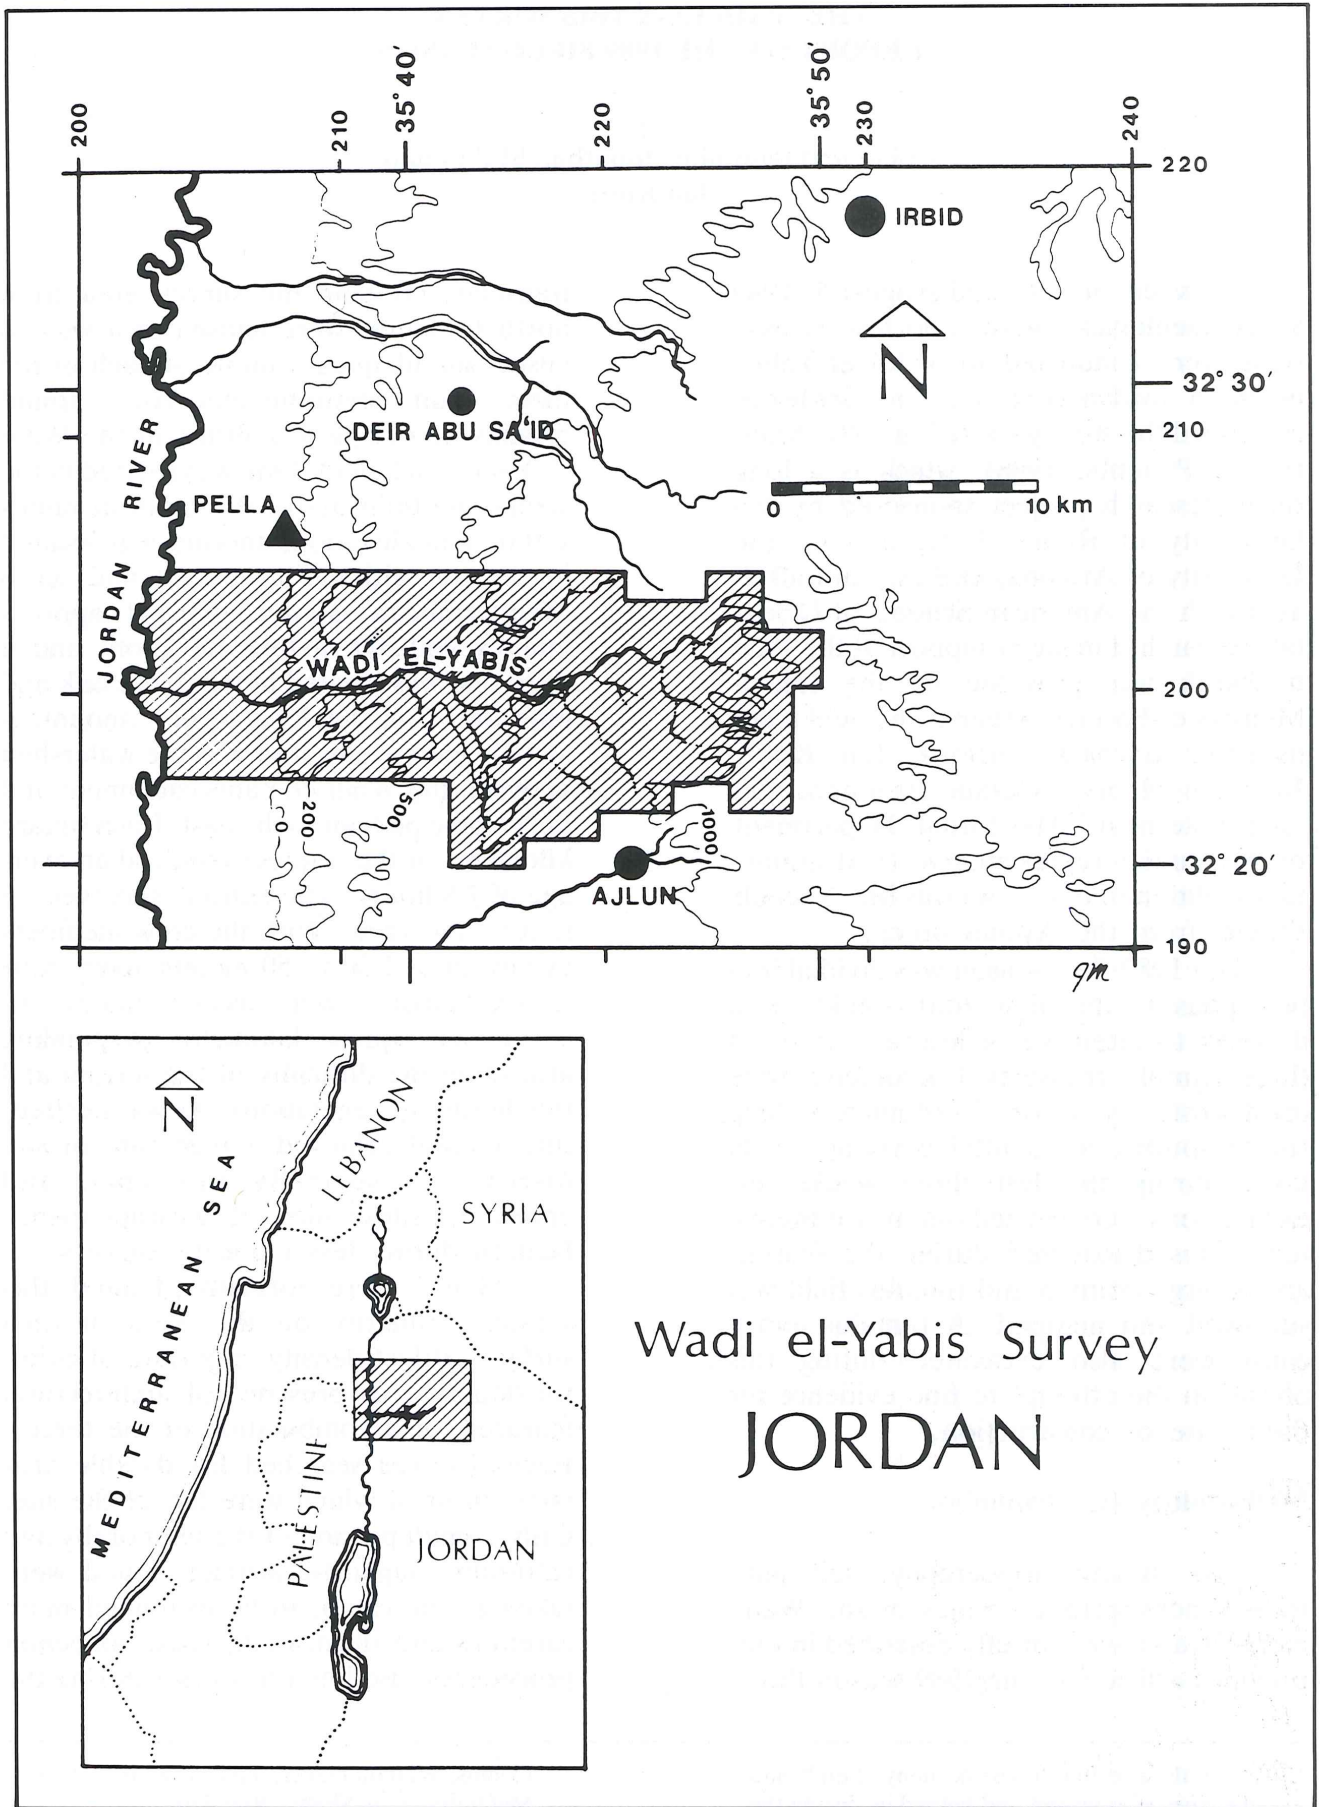 200
210
35° 40'
220
35° 50'
230
240
220
IRBID
N
32° 30'
210
DEIR ABU SA'ID
JORDAN RIVER
PELLA
0 10 km
WADI EL-YABIS
200
0
200
500
1000
32° 20'
AJLUN
190
gm
N
MEDITERRANEAN SEA
LEBANON
SYRIA
PALESTINE
JORDAN
Wadi el-Yabis Survey
JORDAN